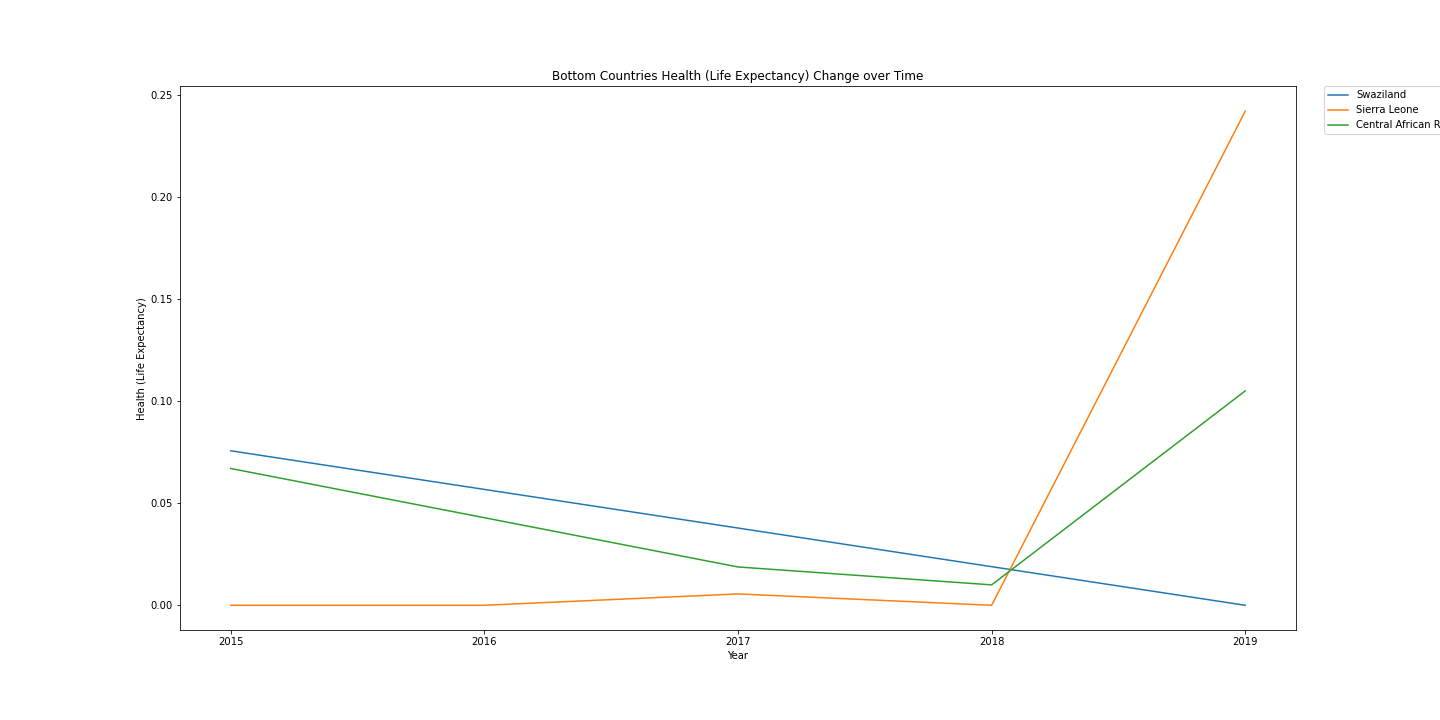 Bottom Countries Health (Life Expectancy) Change over Time
Swaziland
Sierra Leone
Central African R
Health (Life Expectancy)
0.25
0.20
0.15
0.10
0.05
0.00
2015 2016 2017 2018 2019
Year